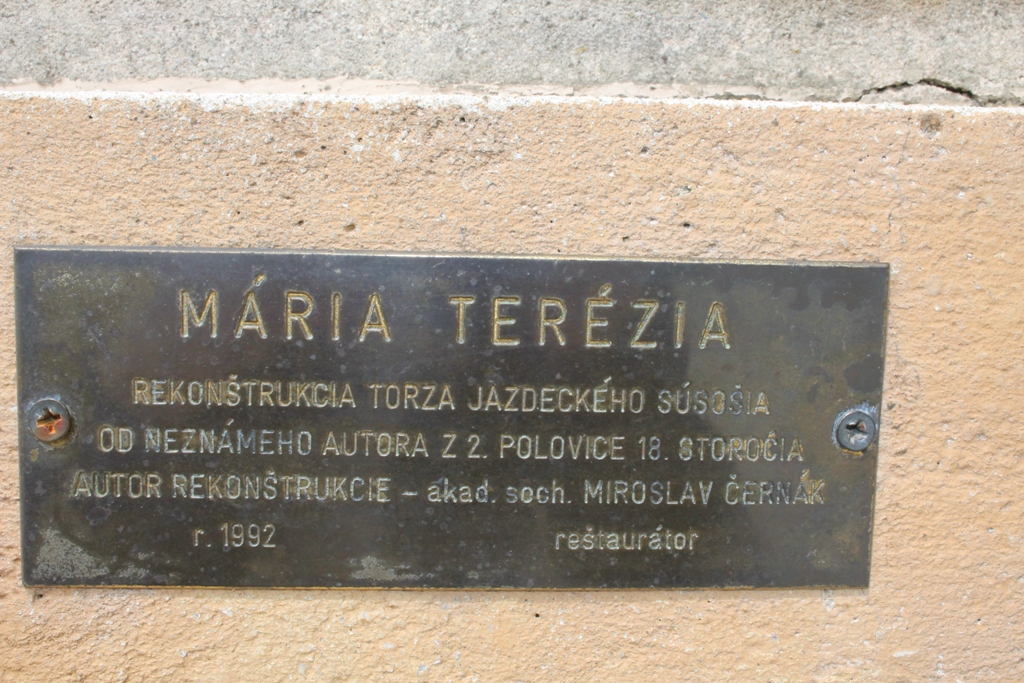 MÁRIA TERÉZIA
REKONŠTRUKCIA TORZA JAZDECKÉHO SÚSOŠIA
OD NEZNÁMEHO AUTORA Z 2. POLOVICE 18. STOROČIA
AUTOR REKONŠTRUKCIE – akad. soch. MIROSLAV ČERNÁK
r. 1992 reštaurátor